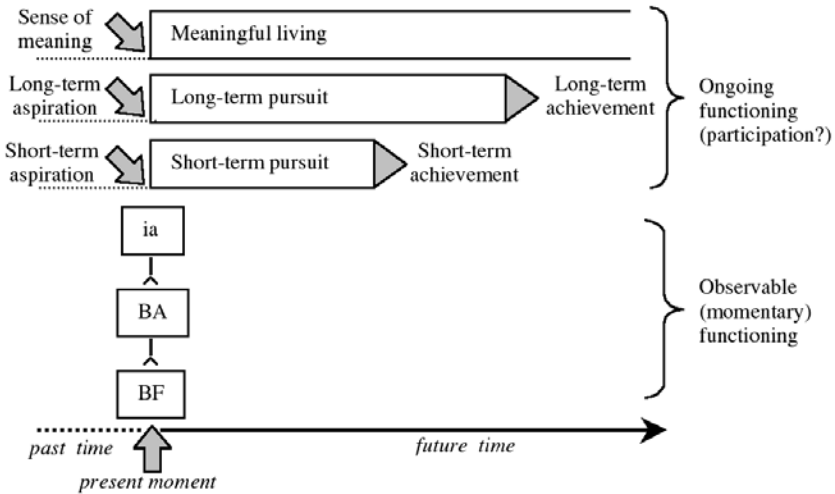 Sense of
meaning
Meaningful living
Long-term
aspiration
Long-term pursuit
Long-term
achievement
Short-term
aspiration
Short-term pursuit
Short-term
achievement
Ongoing
functioning
(participation?)
ia
BA
BF
Observable
(momentary)
functioning
past time
future time
present moment